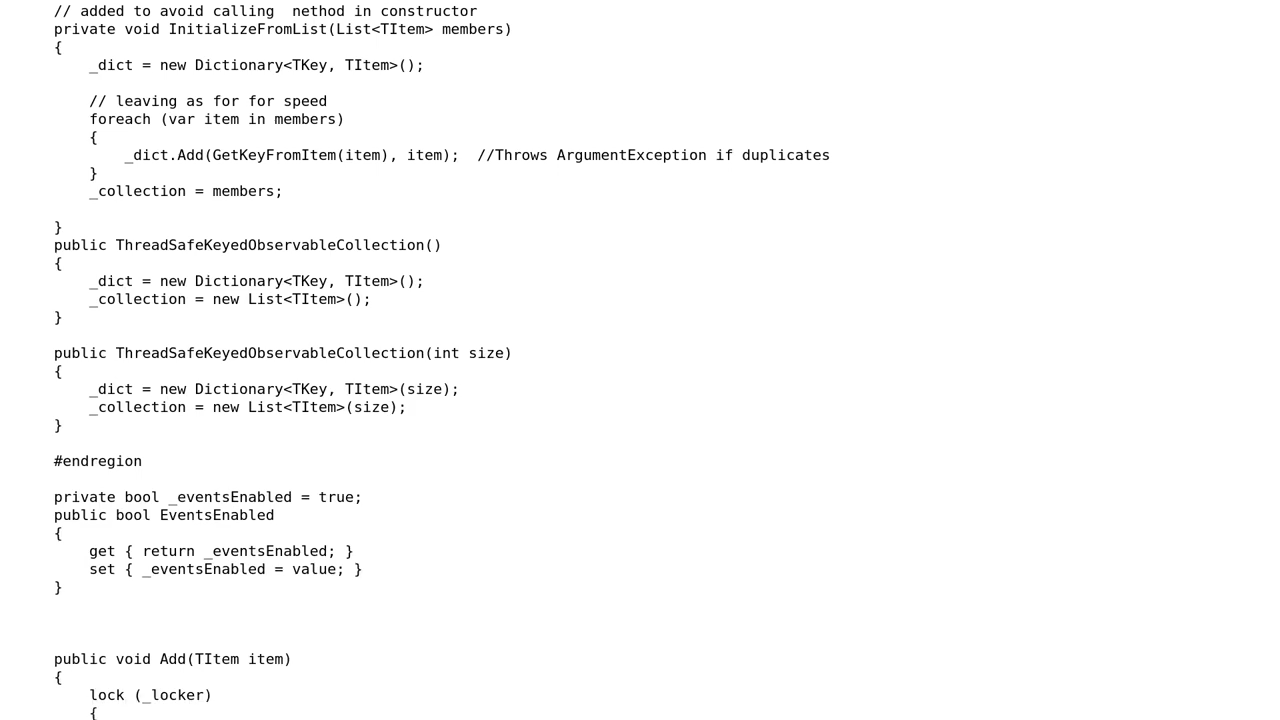 // added to avoid calling  nethod in constructor
private void InitializeFromList(List<TItem> members)
{
    _dict = new Dictionary<TKey, TItem>();

    // leaving as for for speed
    foreach (var item in members)
    {
        _dict.Add(GetKeyFromItem(item), item);  //Throws ArgumentException if duplicates
    }
    _collection = members;

}
public ThreadSafeKeyedObservableCollection()
{
    _dict = new Dictionary<TKey, TItem>();
    _collection = new List<TItem>();
}

public ThreadSafeKeyedObservableCollection(int size)
{
    _dict = new Dictionary<TKey, TItem>(size);
    _collection = new List<TItem>(size);
}

#endregion

private bool _eventsEnabled = true;
public bool EventsEnabled
{
    get { return _eventsEnabled; }
    set { _eventsEnabled = value; }
}

public void Add(TItem item)
{
    lock (_locker)
    {